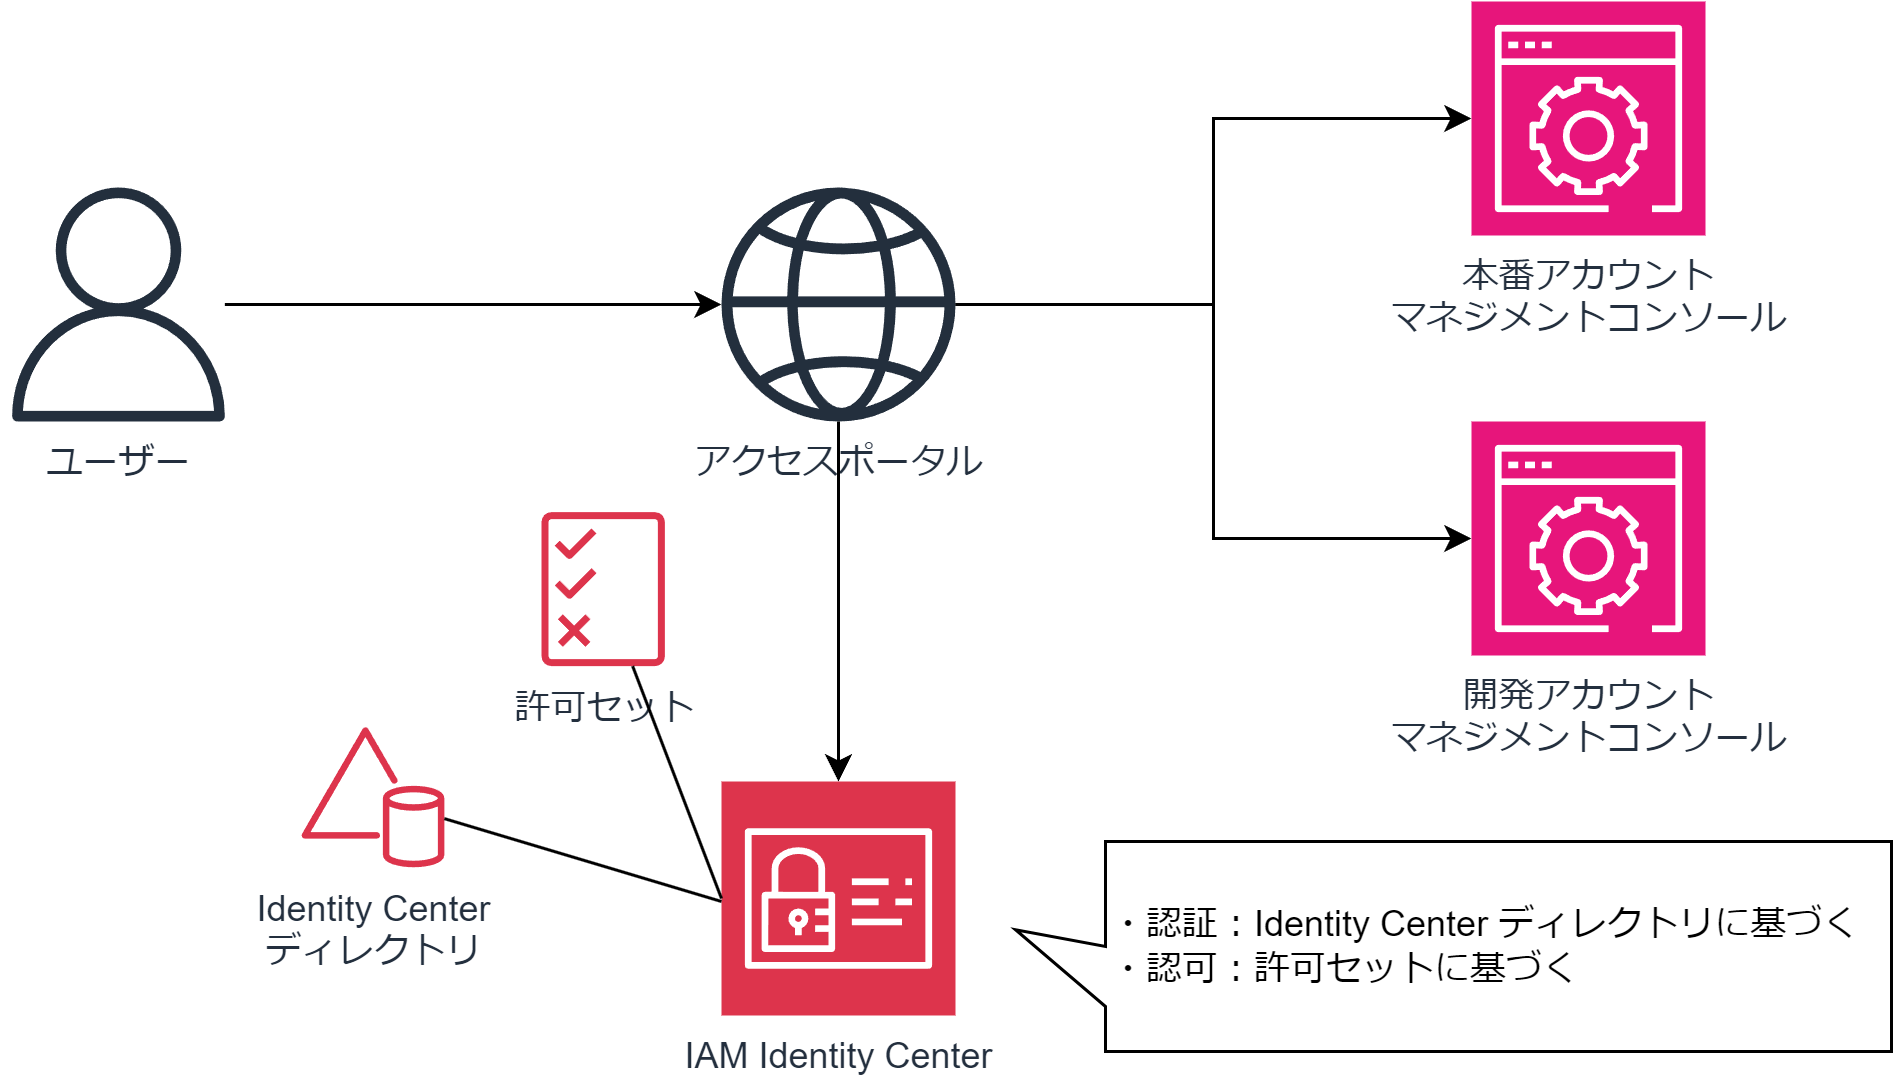 本番アカウント
マネジメントコンソール
ユーザー
アクセスポータル
許可セット
開発アカウント
マネジメントコンソール
Identity Center
ディレクトリ
・認証：Identity Center ディレクトリに基づく
・認可：許可セットに基づく
IAM Identity Center